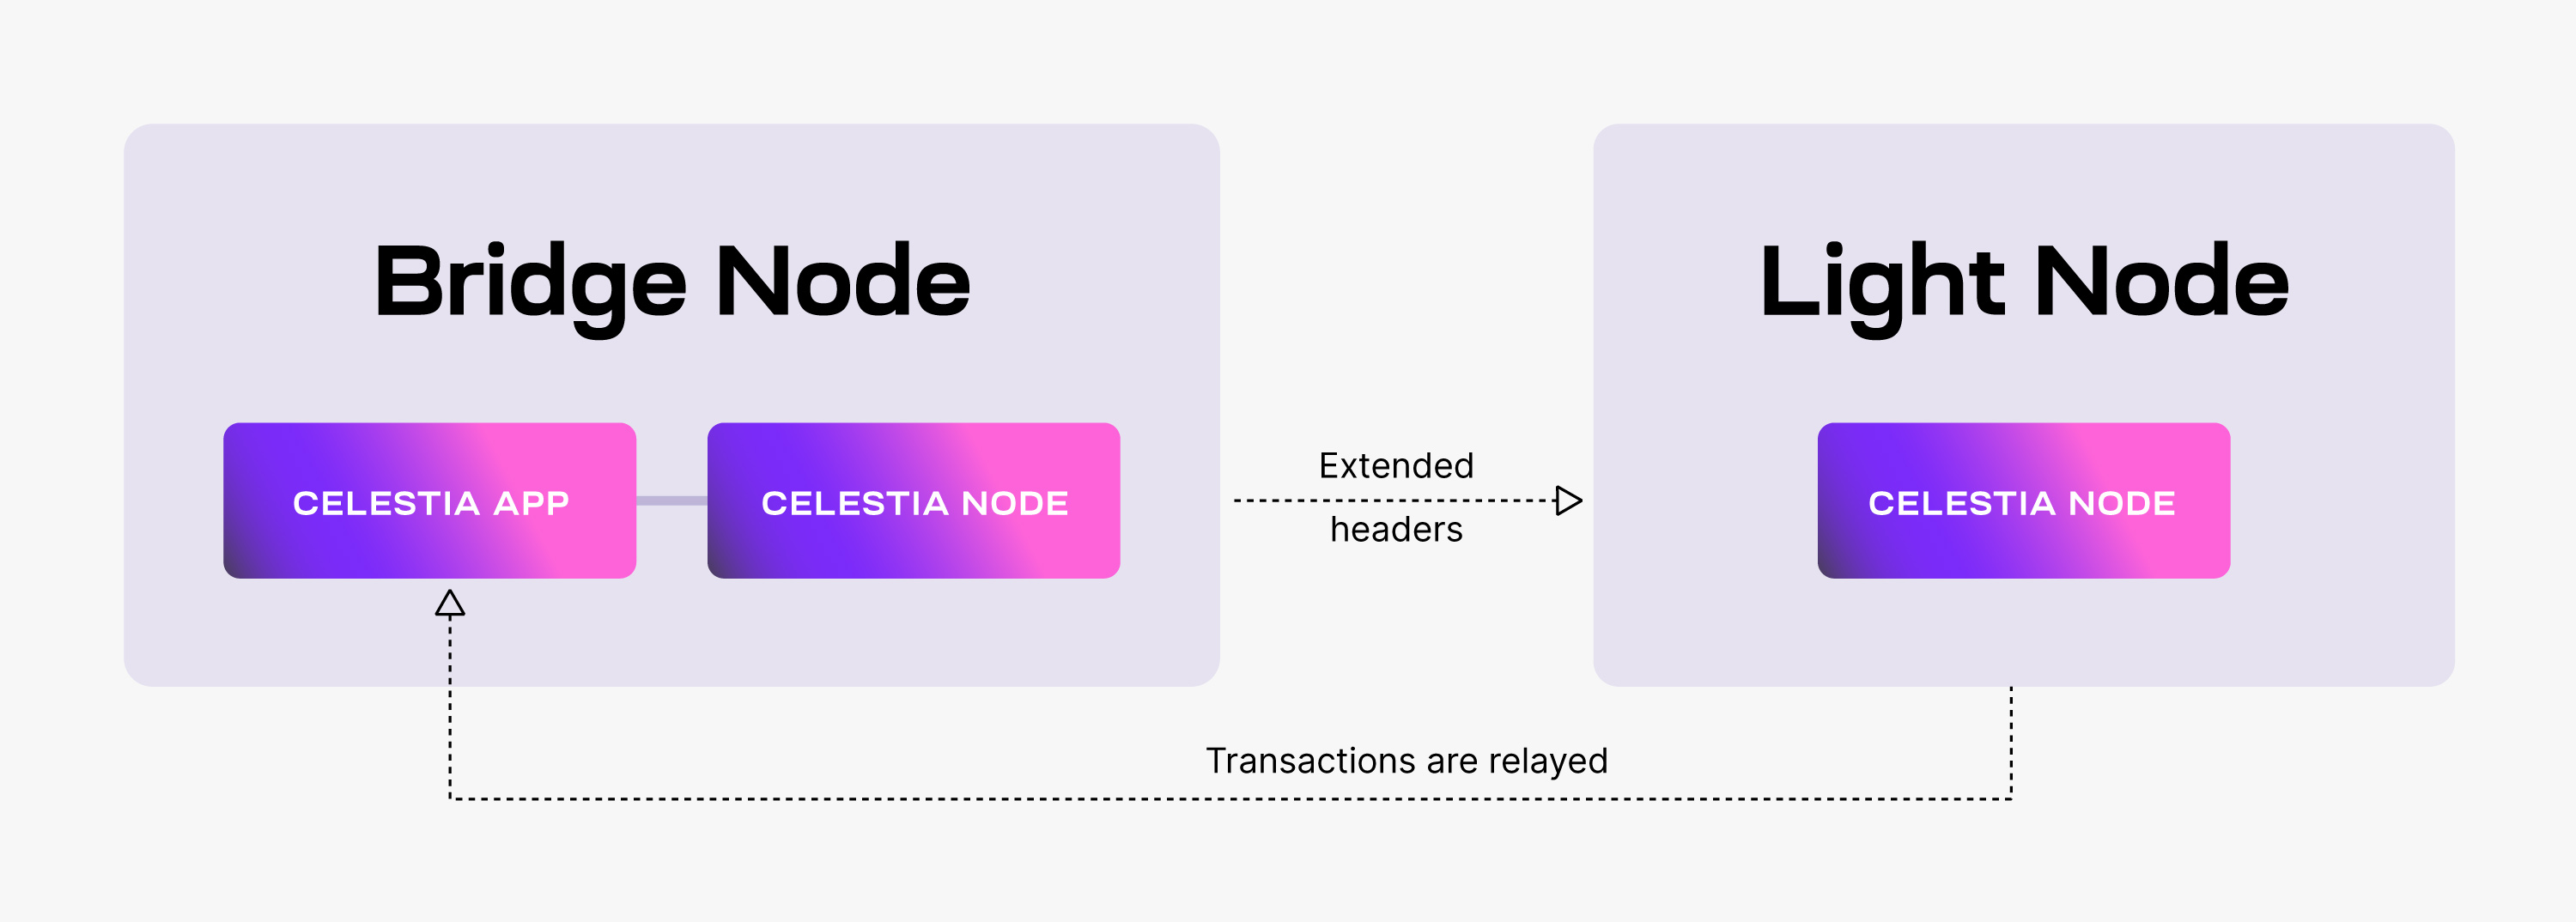 Bridge Node
CELESTIA APP
CELESTIA NODE
Extended
headers
Light Node
CELESTIA NODE
Transactions are relayed